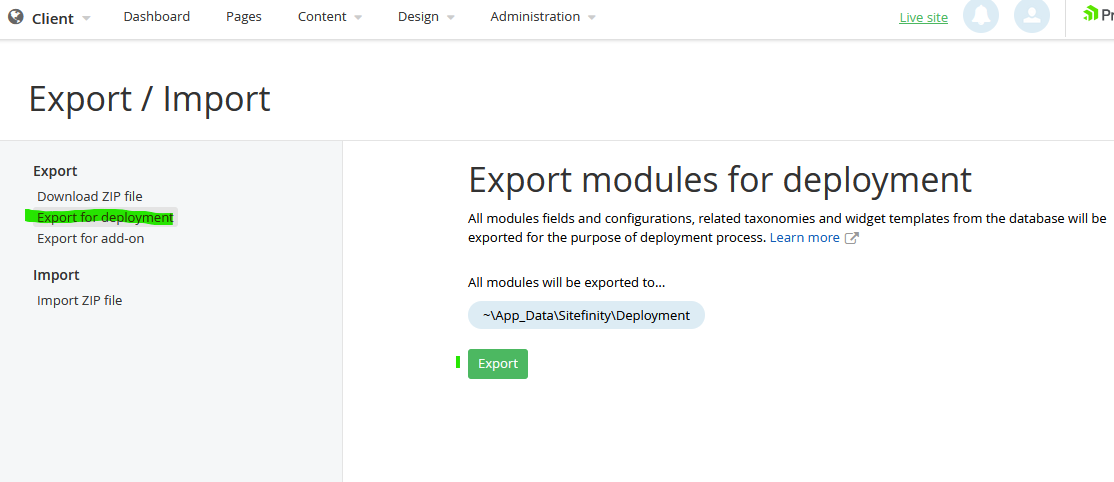 Client Dashboard Pages Content Design Administration Live site Pr
Export / Import
Export
Download ZIP file
Export for deployment
Export for add-on
Import
Import ZIP file
Export modules for deployment
All modules fields and configurations, related taxonomies and widget templates from the database will be
exported for the purpose of deployment process. Learn more
All modules will be exported to...
~\App_Data\Sitefinity\Deployment
Export